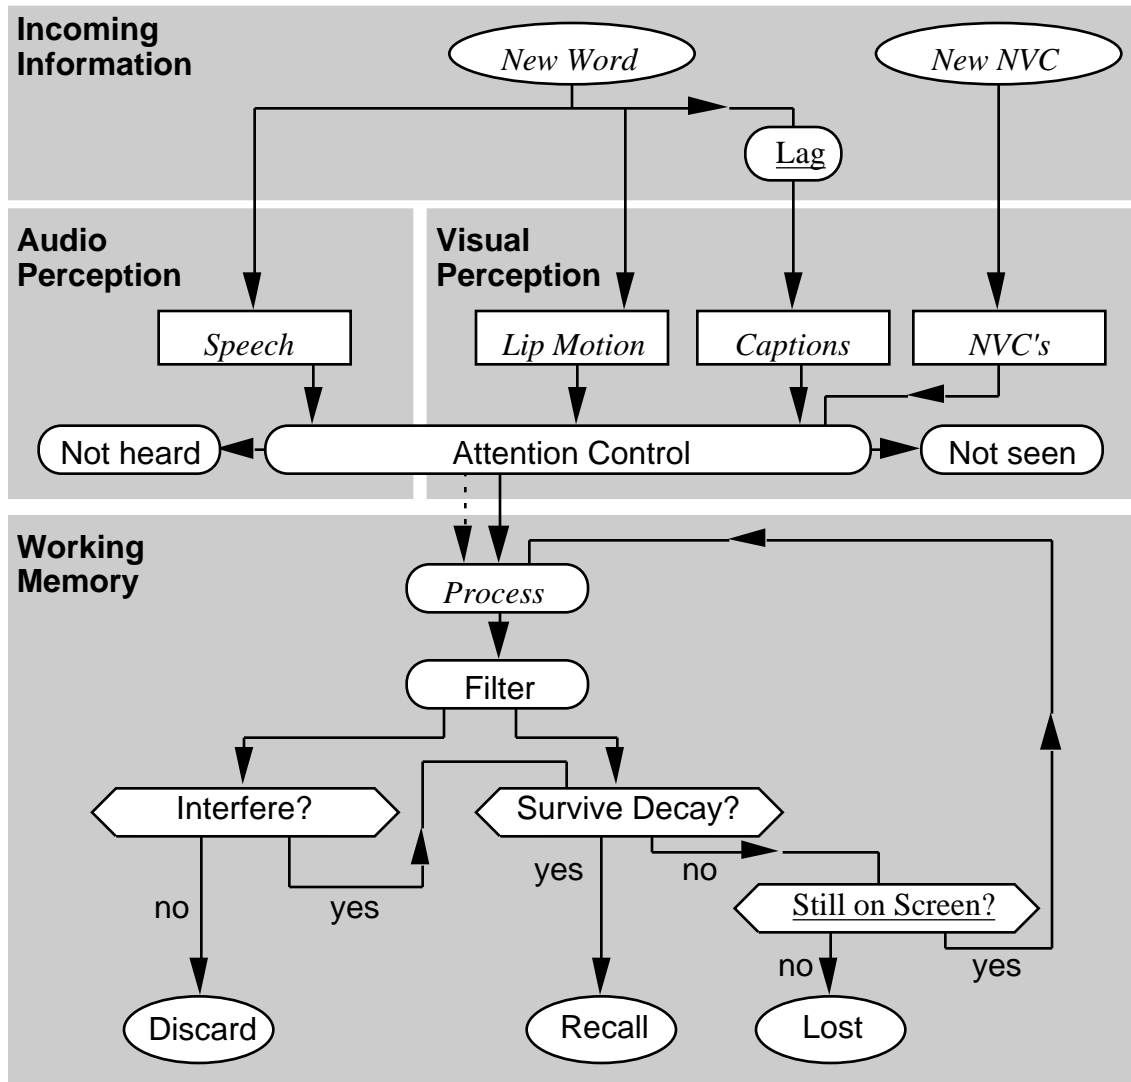 Incoming
Information
New Word
New NVC
Lag
Audio
Perception
Visual
Perception
Speech
Lip Motion
Captions
NVC's
Not heard
Attention Control
Not seen
Working
Memory
Process
Filter
Interfere?
Survive Decay?
yes
no
no
yes
Still on Screen?
no
yes
Discard
Recall
Lost